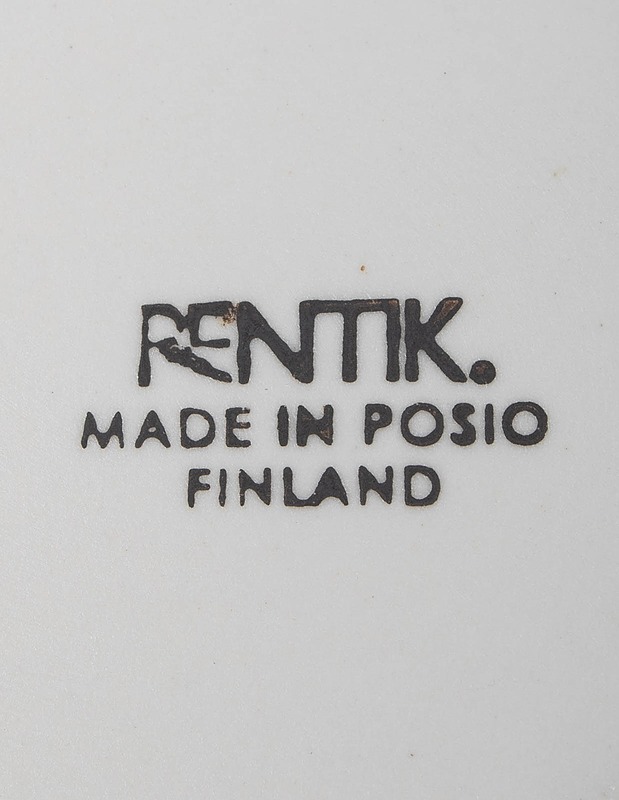 RENTIK.
MADE IN POSIO
FINLAND